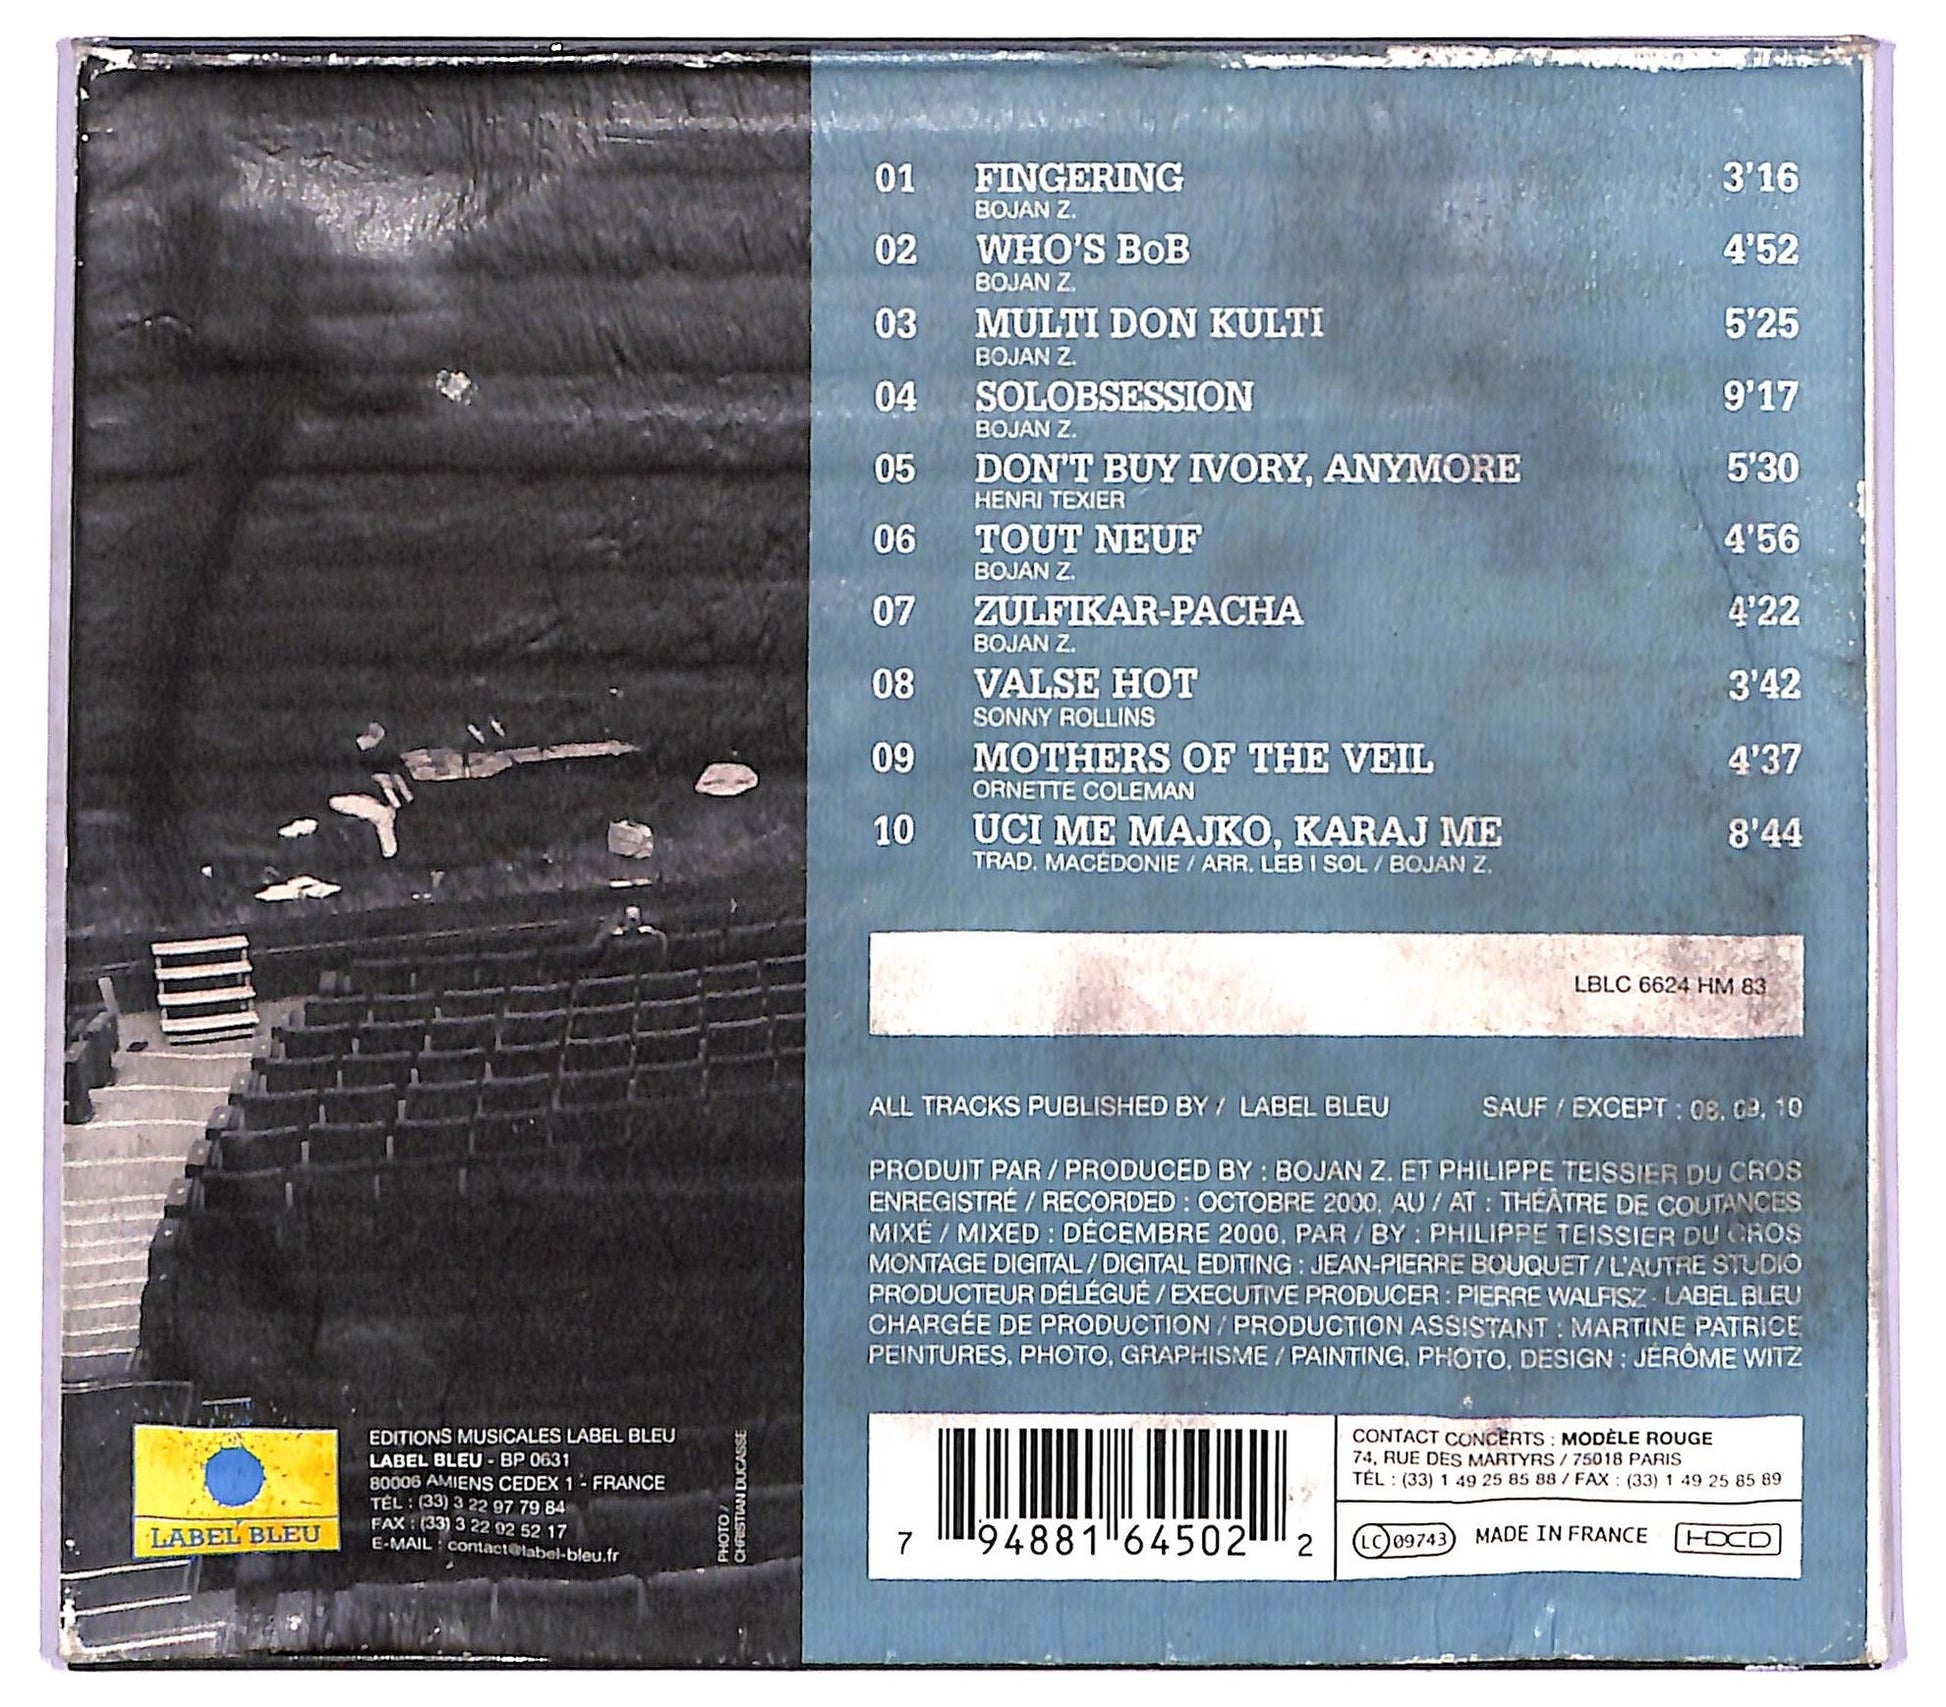 01 FINGERING 3'16
BOJAN Z.
02 WHO'S BoB 4'52
BOJAN Z.
03 MULTI DON KULTI 5'25
BOJAN Z.
04 SOLOBSESSION 9'17
BOJAN Z.
05 DON'T BUY IVORY, ANYMORE 5'30
HENRI TEXIER
06 TOUT NEUF 4'56
BOJAN Z.
07 ZULFIKAR-PACHA 4'22
BOJAN Z.
08 VALSE HOT 3'42
SONNY ROLLINS
09 MOTHERS OF THE VEIL 4'37
ORNETTE COLEMAN
10 UCI ME MAJKO, KARAJ ME 8'44
TRAD. MACÉDONIE / ARR. LEB I SOL / BOJAN Z.
LBLC 6624 HM 83
ALL TRACKS PUBLISHED BY / LABEL BLEU SAUF / EXCEPT : 08, 09, 10
PRODUIT PAR / PRODUCED BY : BOJAN Z. ET PHILIPPE TEISSIER DU CROS
ENREGISTRÉ / RECORDED : OCTOBRE 2000, AU / AT : THÉÂTRE DE COUTANCES
MIXÉ / MIXED : DÉCEMBRE 2000, PAR / BY : PHILIPPE TEISSIER DU CROS
MONTAGE DIGITAL / DIGITAL EDITING : JEAN-PIERRE BOUQUET / L'AUTRE STUDIO
PRODUCTEUR DÉLÉGUÉ / EXECUTIVE PRODUCER : PIERRE WALFISZ - LABEL BLEU
CHARGÉE DE PRODUCTION / PRODUCTION ASSISTANT : MARTINE PATRICE
PEINTURES, PHOTO, GRAPHISME / PAINTING, PHOTO, DESIGN : JÉRÔME WITZ
LABEL BLEU
EDITIONS MUSICALES LABEL BLEU
LABEL BLEU - BP 0631
80006 AMIENS CEDEX 1 - FRANCE
TÉL : (33) 3 22 97 79 84
FAX : (33) 3 22 92 52 17
E-MAIL : contact@label-bleu.fr
PHOTO /
CHRISTIAN DUCASSE
7 94881 64502 2
CONTACT CONCERTS : MODÈLE ROUGE
74, RUE DES MARTYRS / 75018 PARIS
TÉL : (33) 1 49 25 85 88 / FAX : (33) 1 49 25 85 89
LC 09743 MADE IN FRANCE HDCD